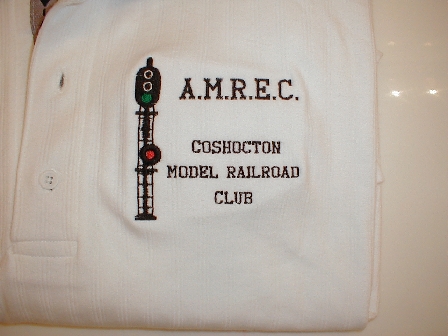 A.M.R.E.C.
COSHOCTON
MODEL RAILROAD
CLUB